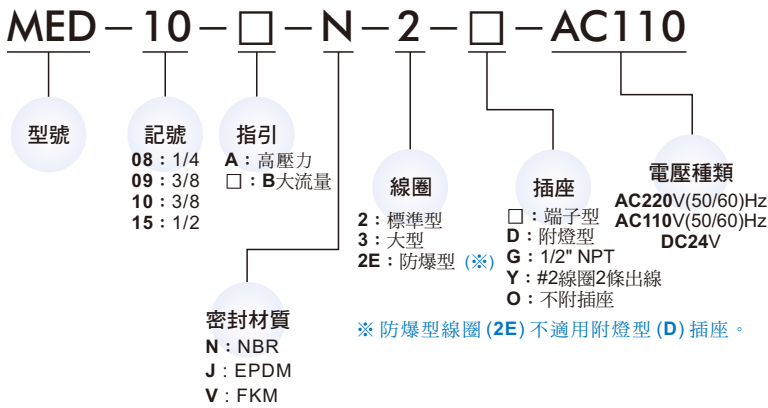 MED－10－□－N－2－□－AC110
型號
記號
08：1/4
09：3/8
10：3/8
15：1/2
指引
A：高壓力
□：B大流量
密封材質
N：NBR
J：EPDM
V：FKM
線圈
2：標準型
3：大型
2E：防爆型 (※)
插座
□：端子型
D：附燈型
G：1/2" NPT
Y：#2線圈2條出線
O：不附插座
電壓種類
AC220V(50/60)Hz
AC110V(50/60)Hz
DC24V
※ 防爆型線圈 (2E) 不適用附燈型 (D) 插座。